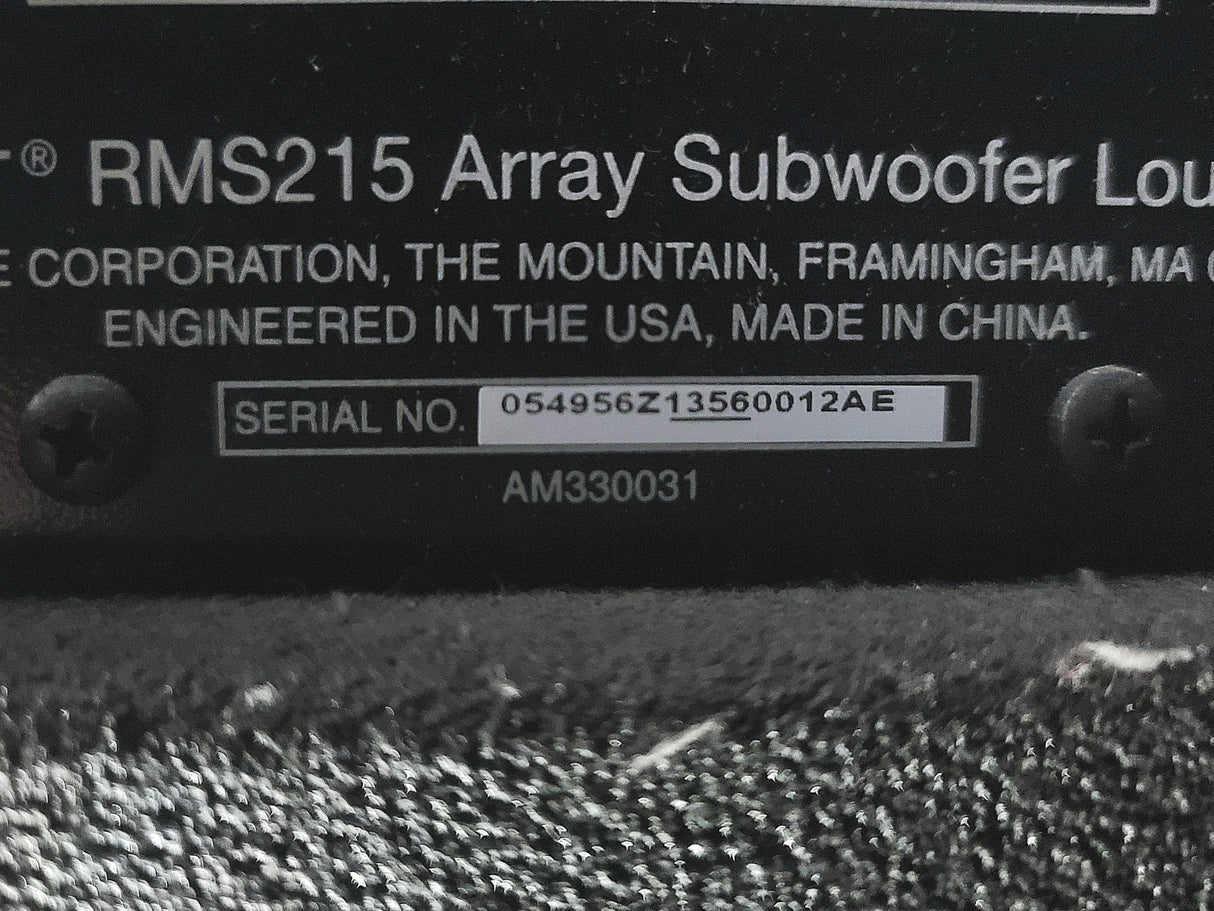 ® RMS215 Array Subwoofer Lou
E CORPORATION, THE MOUNTAIN, FRAMINGHAM, MA
ENGINEERED IN THE USA, MADE IN CHINA.
SERIAL NO. 054956Z13560012AE
AM330031